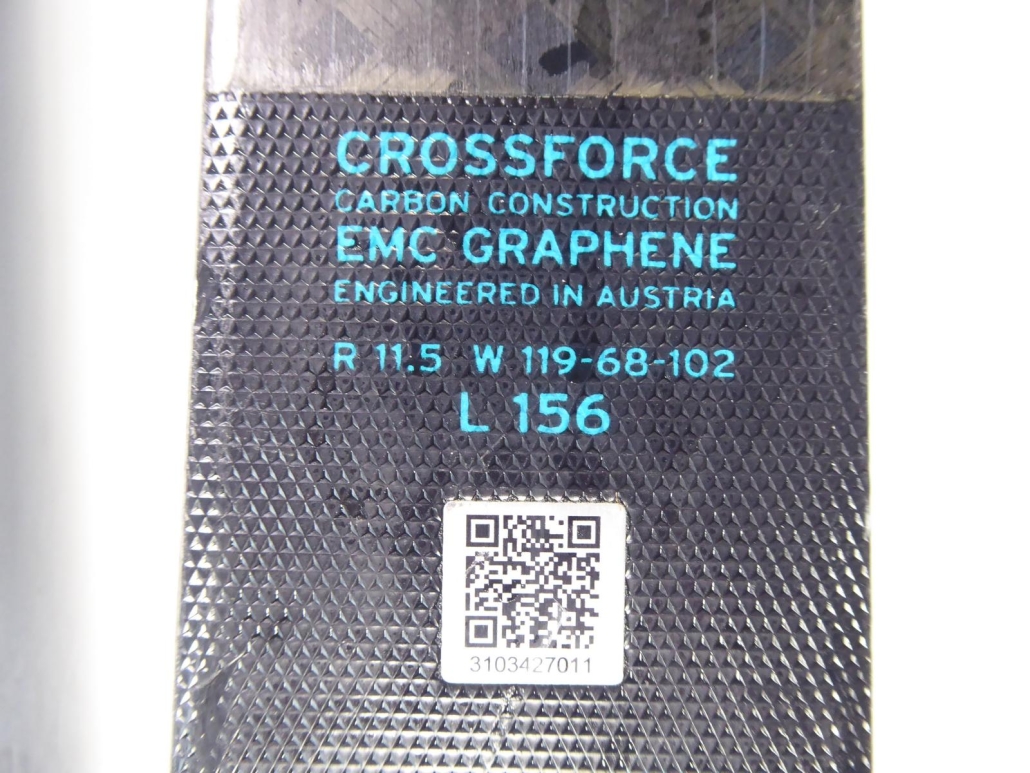 CROSSFORCE
CARBON CONSTRUCTION
EMC GRAPHENE
ENGINEERED IN AUSTRIA
R 11.5 W 119-68-102
L 156
3103427011